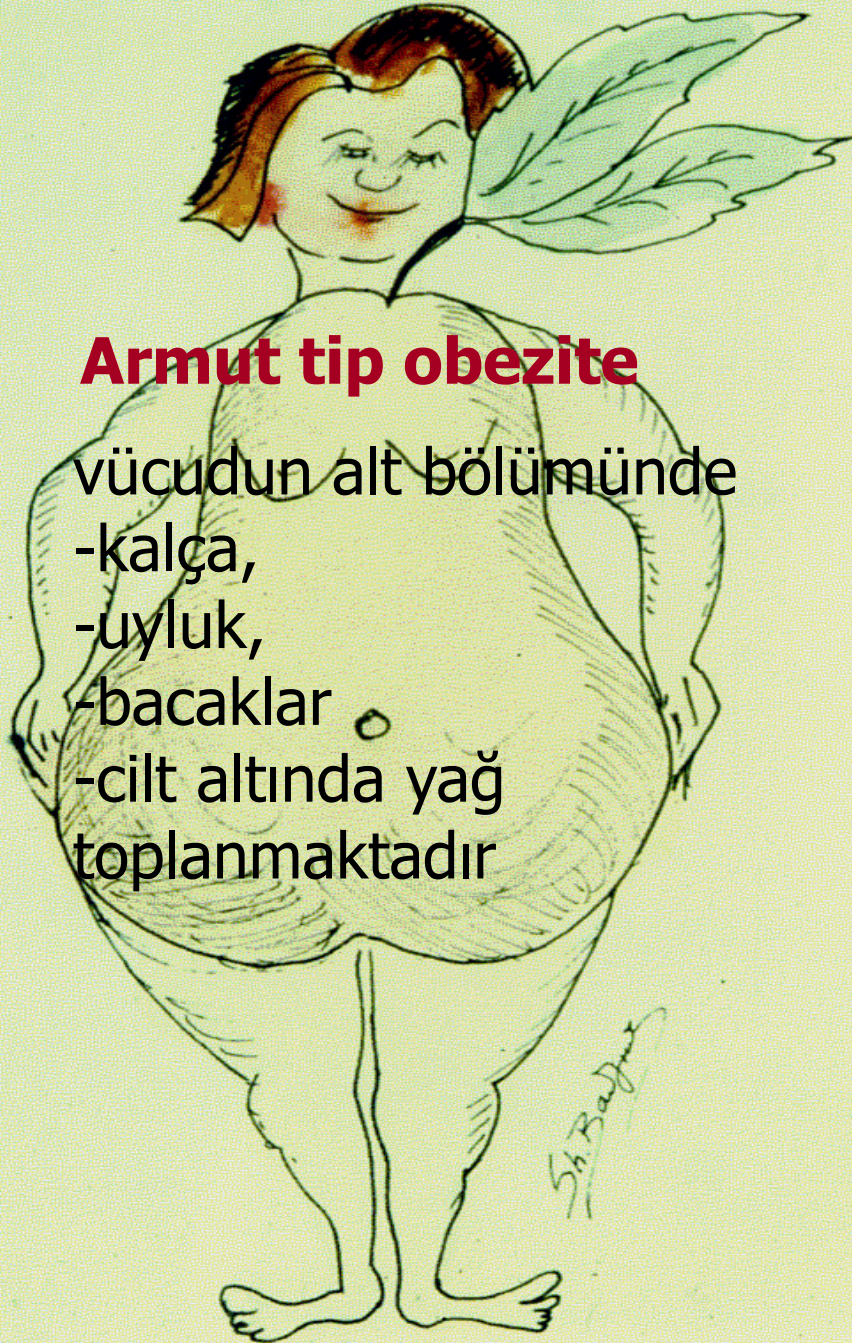 Armut tip obezite
vücudun alt bölümünde
-kalça,
-uyluk,
-bacaklar
-cilt altında yağ
toplanmaktadır